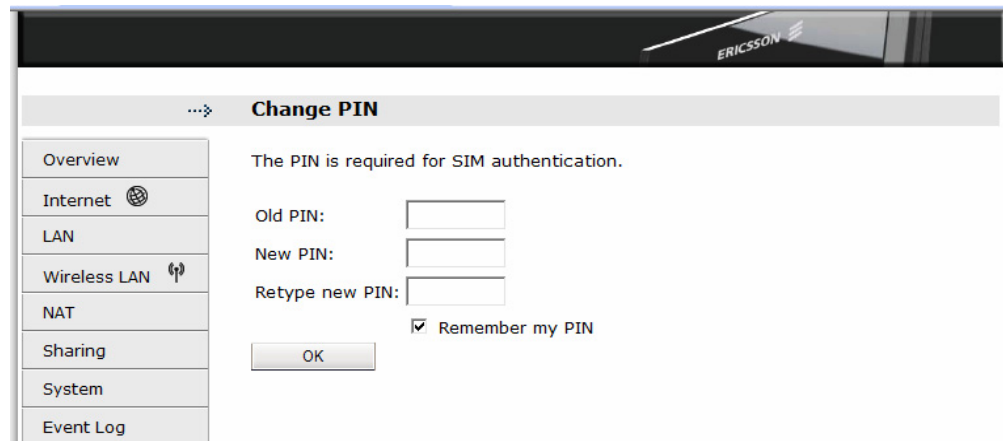 ERICSSON
Change PIN
Overview
Internet
LAN
Wireless LAN
NAT
Sharing
System
Event Log
The PIN is required for SIM authentication.
Old PIN:
New PIN:
Retype new PIN:
Remember my PIN
OK